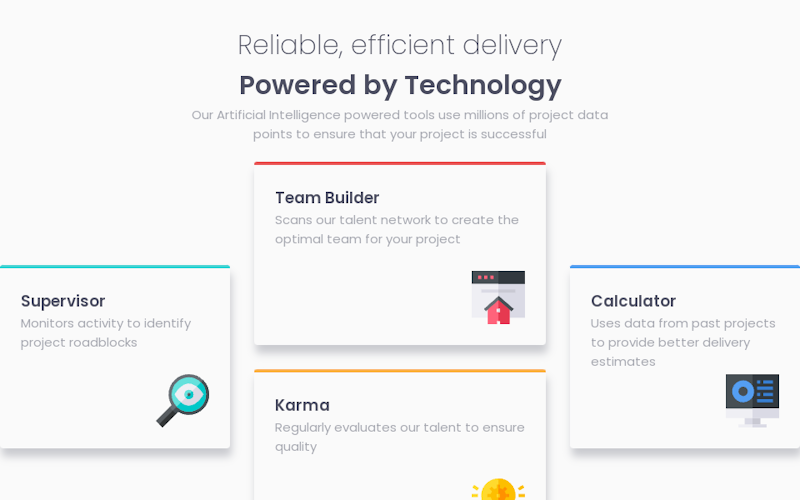 Reliable, efficient delivery
Powered by Technology
Our Artificial Intelligence powered tools use millions of project data
points to ensure that your project is successful
Supervisor
Monitors activity to identify
project roadblocks
Team Builder
Scans our talent network to create the
optimal team for your project
Karma
Regularly evaluates our talent to ensure
quality
Calculator
Uses data from past projects
to provide better delivery
estimates